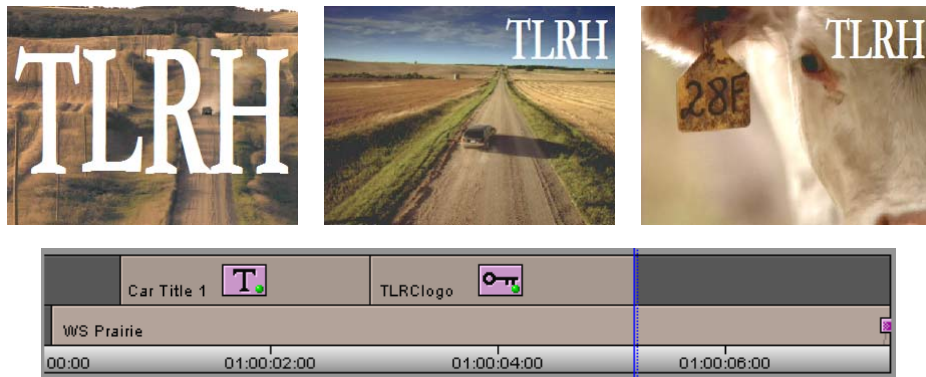 TLRH
TLRH
TLRH
28F
Car Title 1
T
TLRClogo
WS Prairie
00:00
01:00:02:00
01:00:04:00
01:00:06:00